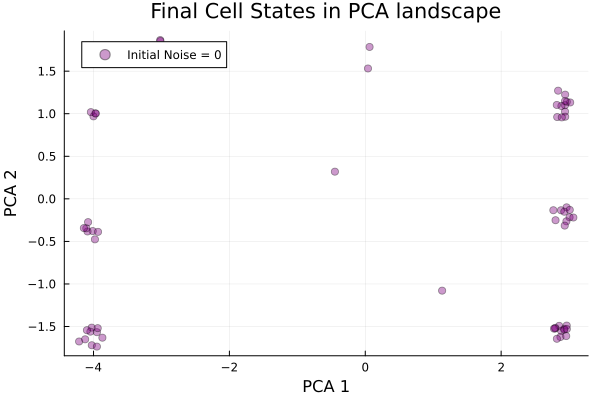 Final Cell States in PCA landscape
Initial Noise = 0
1.5
1.0
0.5
0.0
−0.5
−1.0
−1.5
PCA 2
−4
−2
0
2
PCA 1